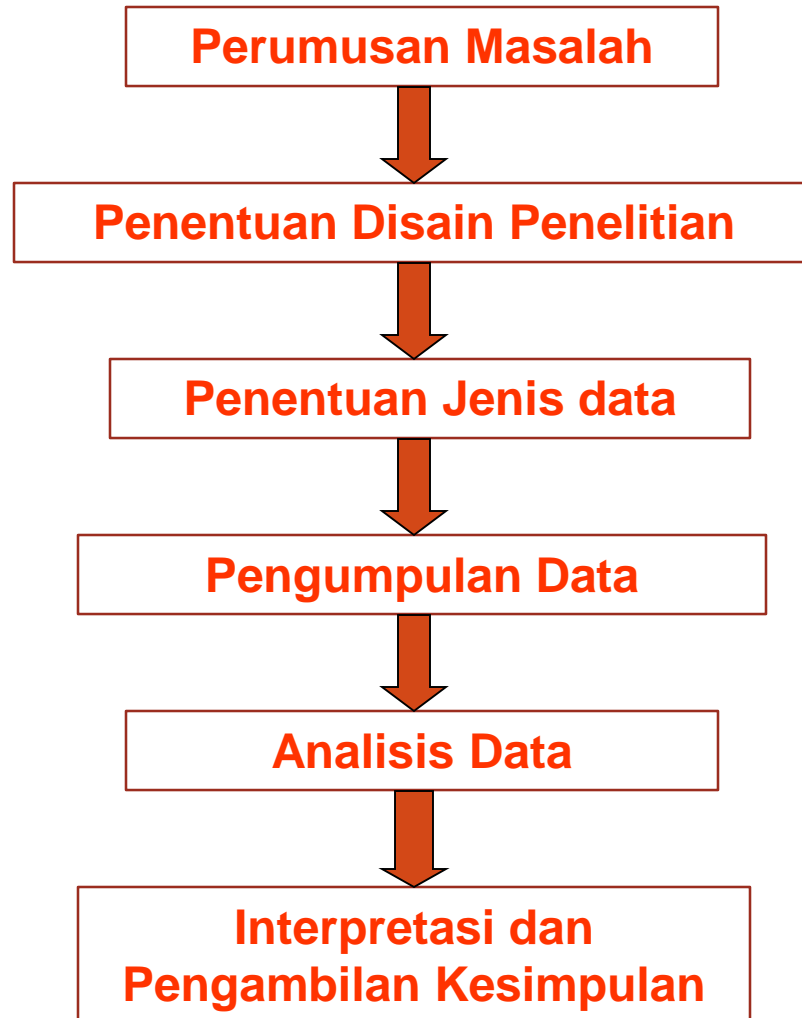 Perumusan Masalah
Penentuan Disain Penelitian
Penentuan Jenis data
Pengumpulan Data
Analisis Data
Interpretasi dan
Pengambilan Kesimpulan